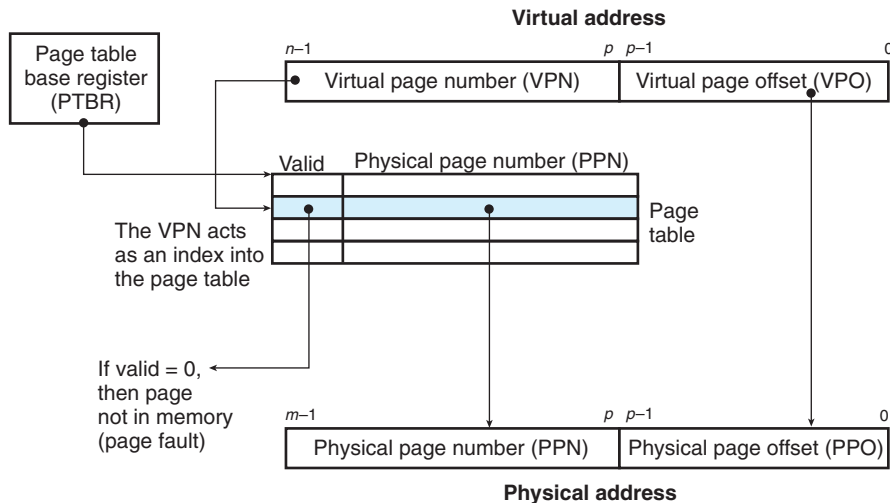 Virtual address
Page table
base register
(PTBR)
n–1
p
p–1
0
Virtual page number (VPN)
Virtual page offset (VPO)
Valid
Physical page number (PPN)
The VPN acts
as an index into
the page table
Page
table
If valid = 0,
then page
not in memory
(page fault)
m–1
p
p–1
0
Physical page number (PPN)
Physical page offset (PPO)
Physical address